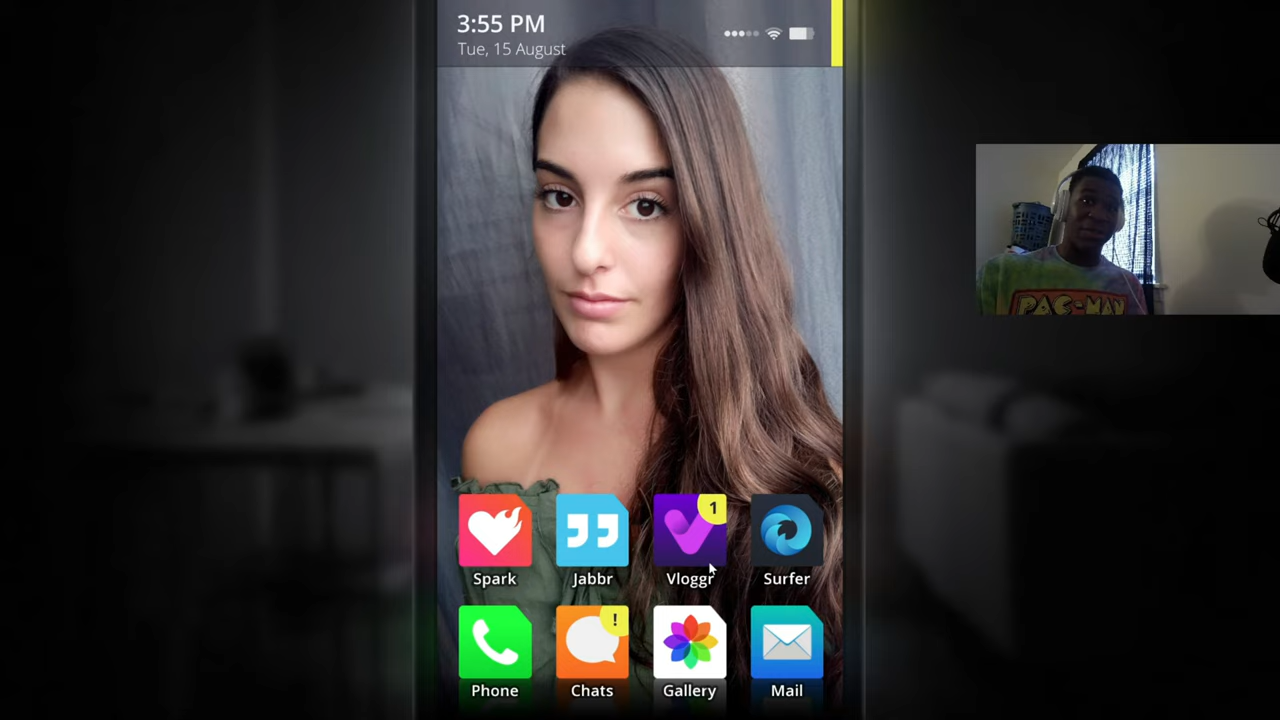 3:55 PM
Tue, 15 August
PAC-MAN
1
Spark
Jabbr
Vloggr
Surfer
!
Phone
Chats
Gallery
Mail